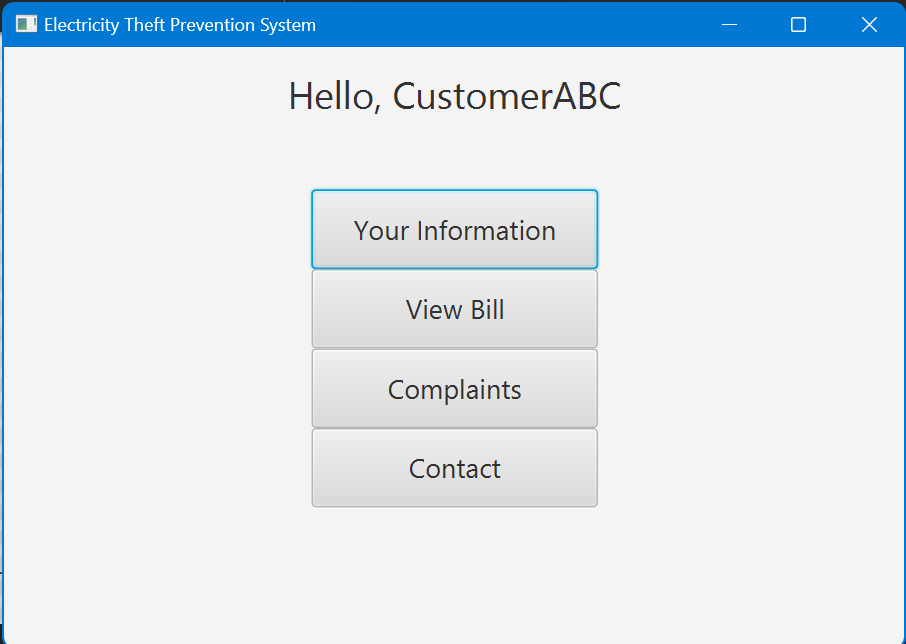 Electricity Theft Prevention System
Hello, CustomerABC
Your Information
View Bill
Complaints
Contact